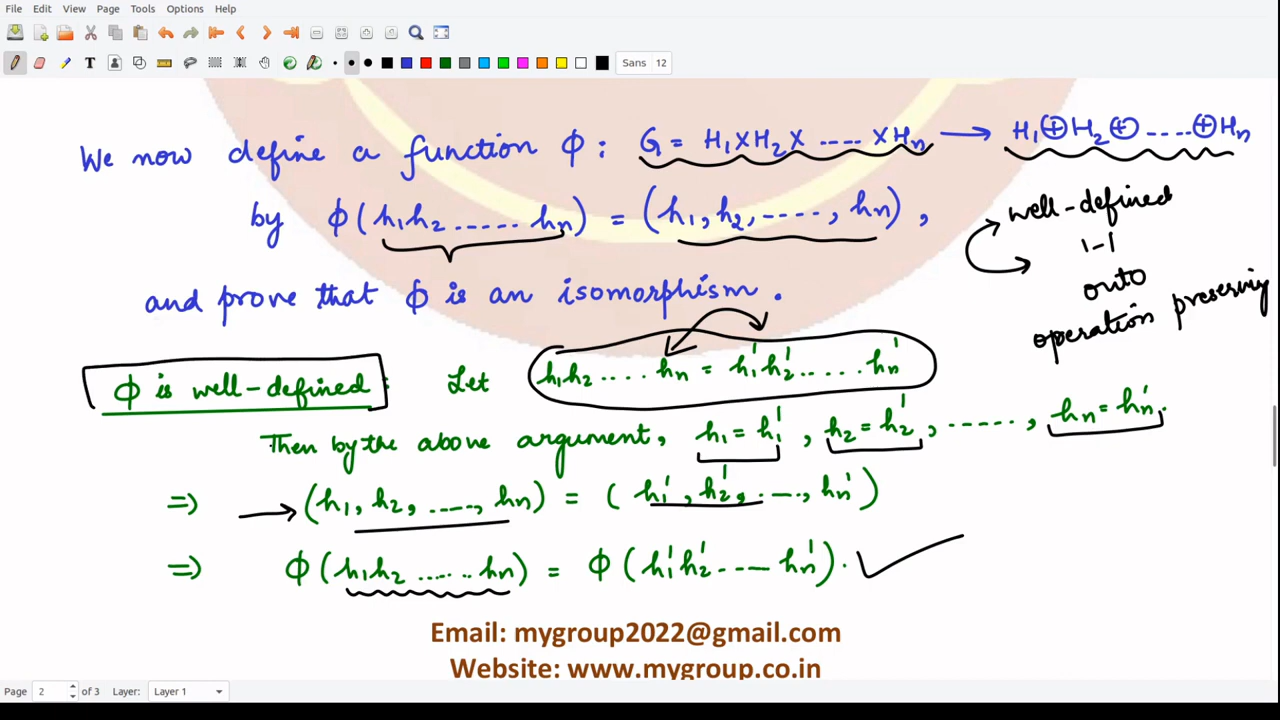 File Edit View Page Tools Options Help
Sans 12
We now define a function Φ: G = H₁XH₂X ..... XHₙ → H₁⊕H₂⊕ .....⊕Hₙ
by Φ(h₁h₂ ...... hₙ) = (h₁, h₂, ....., hₙ),
well-defined
1-1
and prove that Φ is an isomorphism.
onto
operation preserving
Φ is well-defined: Let h₁h₂ .... hₙ = h₁'h₂' ..... hₙ'
Then by the above argument, h₁ = h₁', h₂ = h₂', ......, hₙ = hₙ'.
⇒ (h₁, h₂, ....., hₙ) = (h₁', h₂', ...., hₙ')
⇒ Φ(h₁h₂ ...... hₙ) = Φ(h₁'h₂' .... hₙ').
Email: mygroup2022@gmail.com
Website: www.mygroup.co.in
Page 2 of 3 Layer: Layer 1